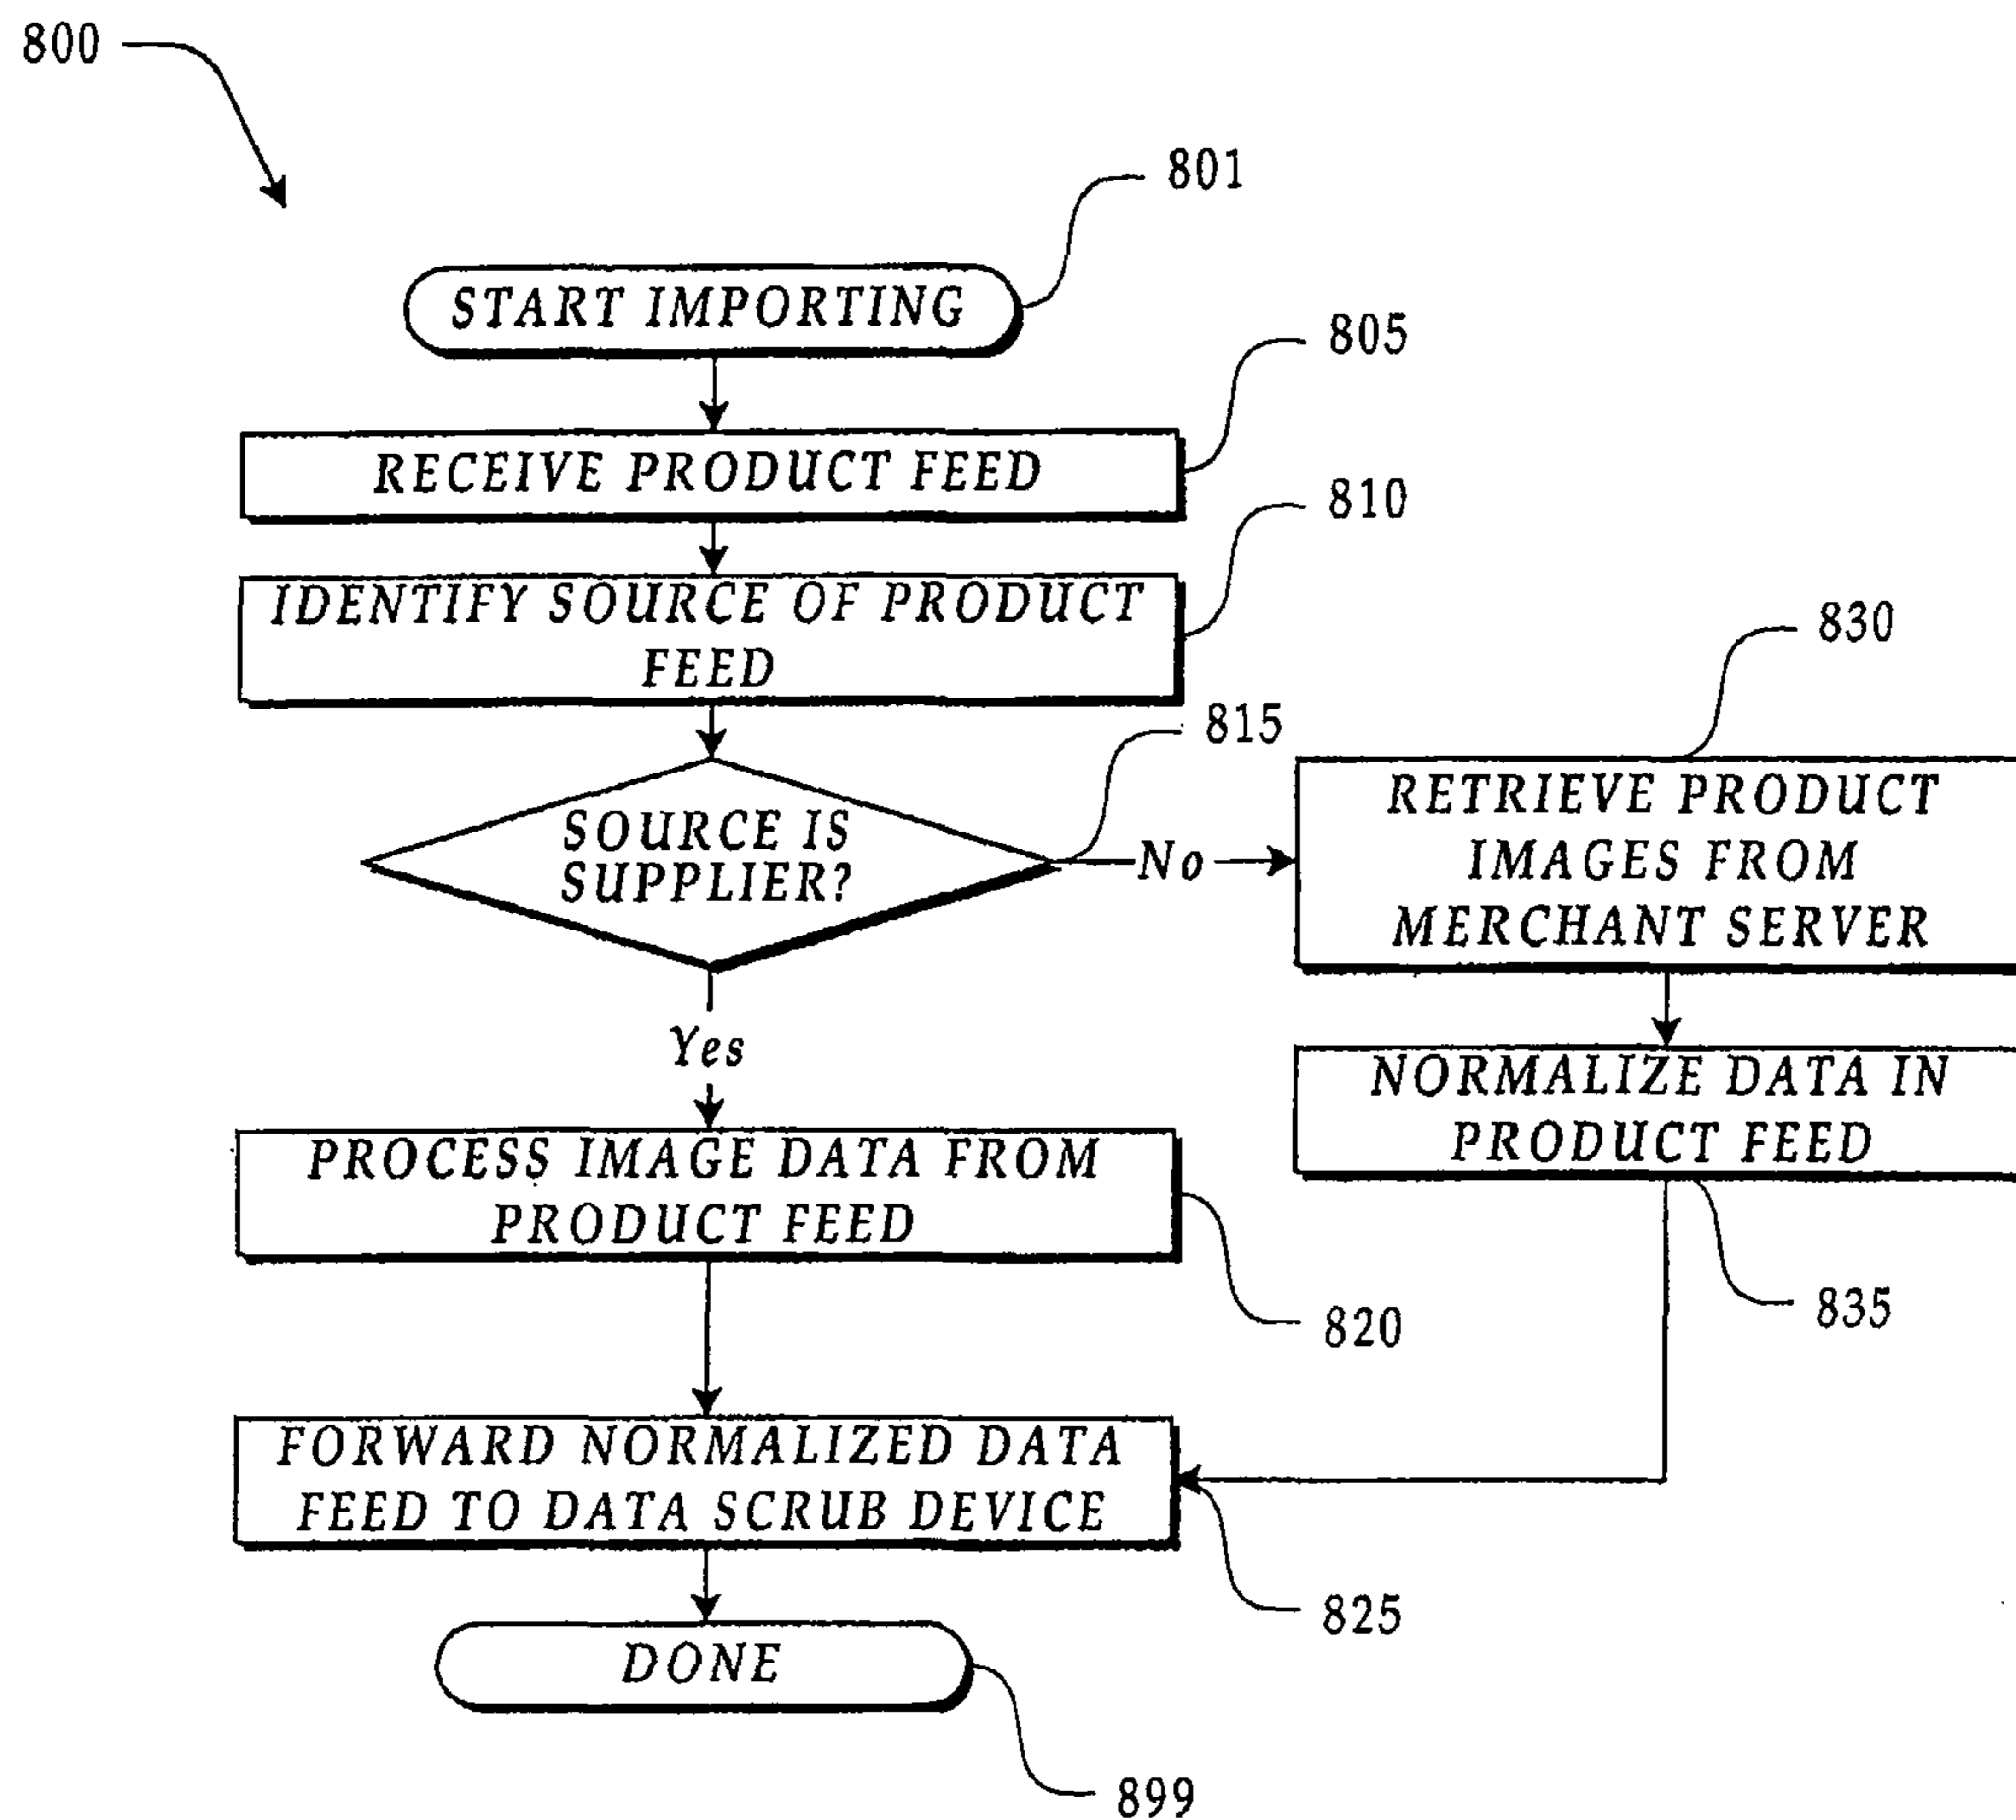 800
801
START IMPORTING
805
RECEIVE PRODUCT FEED
810
IDENTIFY SOURCE OF PRODUCT
FEED
815
SOURCE IS
SUPPLIER?
No
830
RETRIEVE PRODUCT
IMAGES FROM
MERCHANT SERVER
NORMALIZE DATA IN
PRODUCT FEED
835
Yes
PROCESS IMAGE DATA FROM
PRODUCT FEED
820
FORWARD NORMALIZED DATA
FEED TO DATA SCRUB DEVICE
825
DONE
899